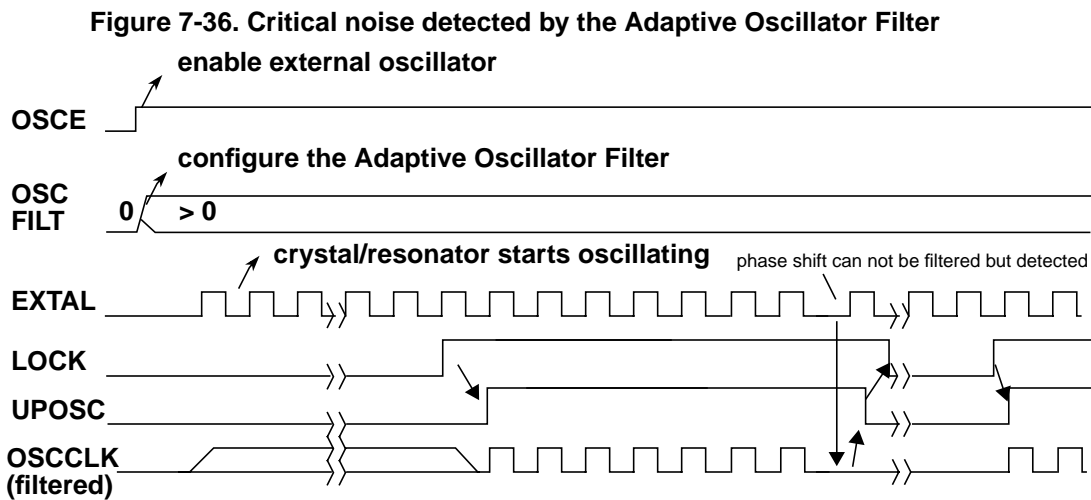 Figure 7-36. Critical noise detected by the Adaptive Oscillator Filter
enable external oscillator
OSCE
configure the Adaptive Oscillator Filter
OSC
FILT
0 > 0
crystal/resonator starts oscillating
phase shift can not be filtered but detected
EXTAL
LOCK
UPOSC
OSCCLK
(filtered)